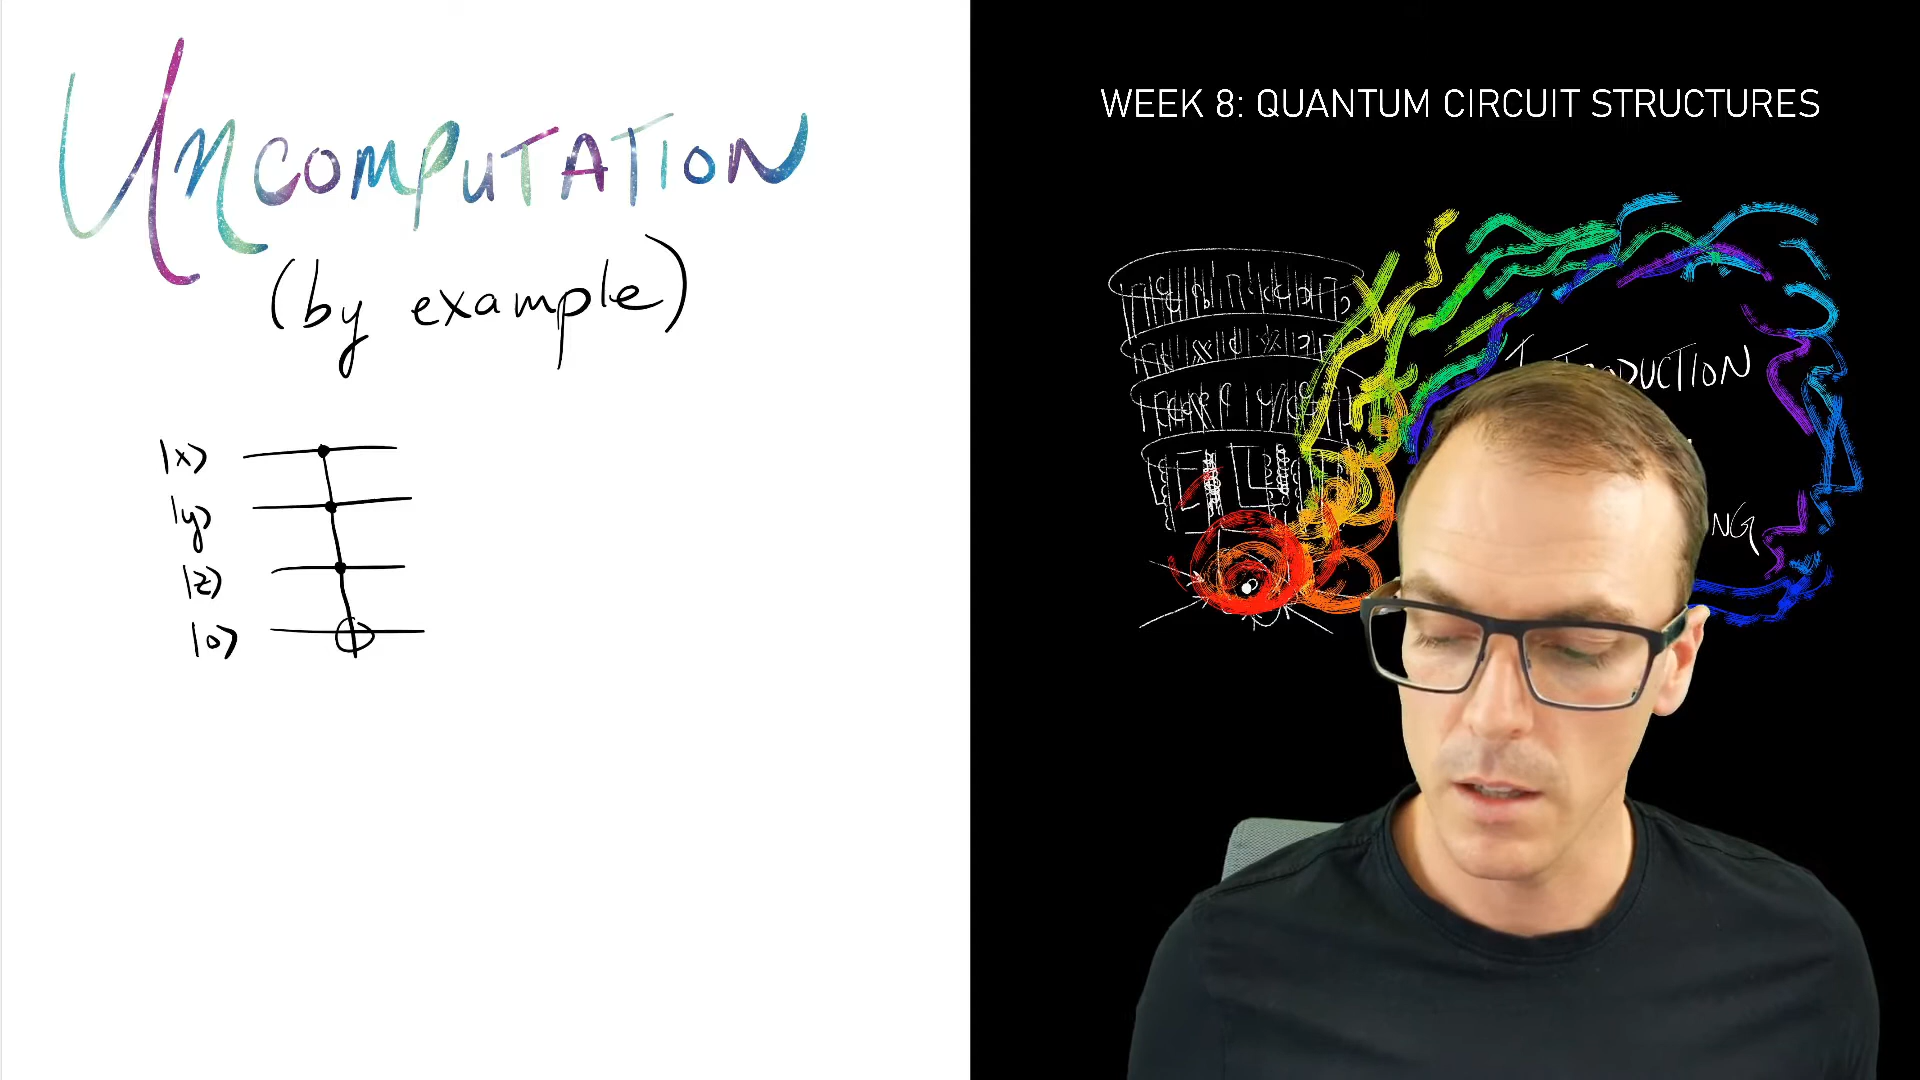 UNCOMPUTATION
(by example)
|x⟩
|y⟩
|z⟩
|0⟩
WEEK 8: QUANTUM CIRCUIT STRUCTURES